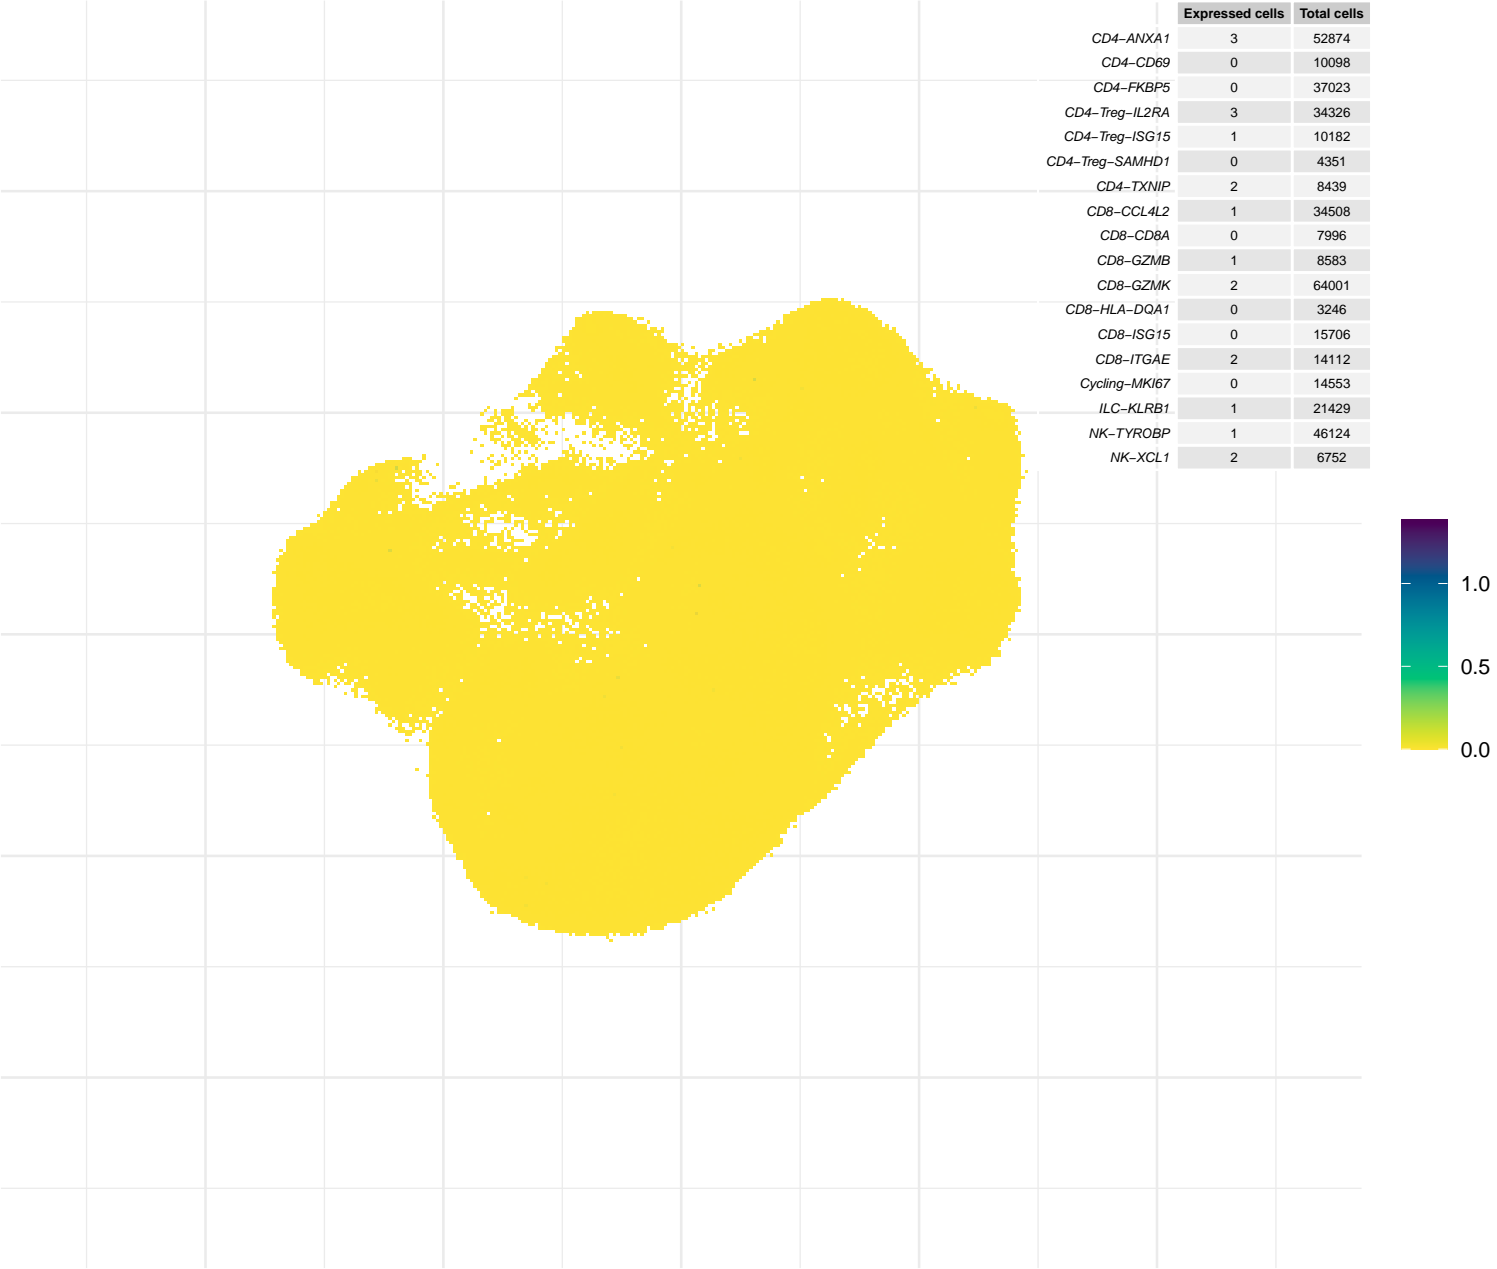 Expressed cells Total cells
CD4−ANXA1 3 52874
CD4−CD69 0 10098
CD4−FKBP5 0 37023
CD4−Treg−IL2RA 3 34326
CD4−Treg−ISG15 1 10182
CD4−Treg−SAMHD1 0 4351
CD4−TXNIP 2 8439
CD8−CCL4L2 1 34508
CD8−CD8A 0 7996
CD8−GZMB 1 8583
CD8−GZMK 2 64001
CD8−HLA−DQA1 0 3246
CD8−ISG15 0 15706
CD8−ITGAE 2 14112
Cycling−MKI67 0 14553
ILC−KLRB1 1 21429
NK−TYROBP 1 46124
NK−XCL1 2 6752
1.0
0.5
0.0